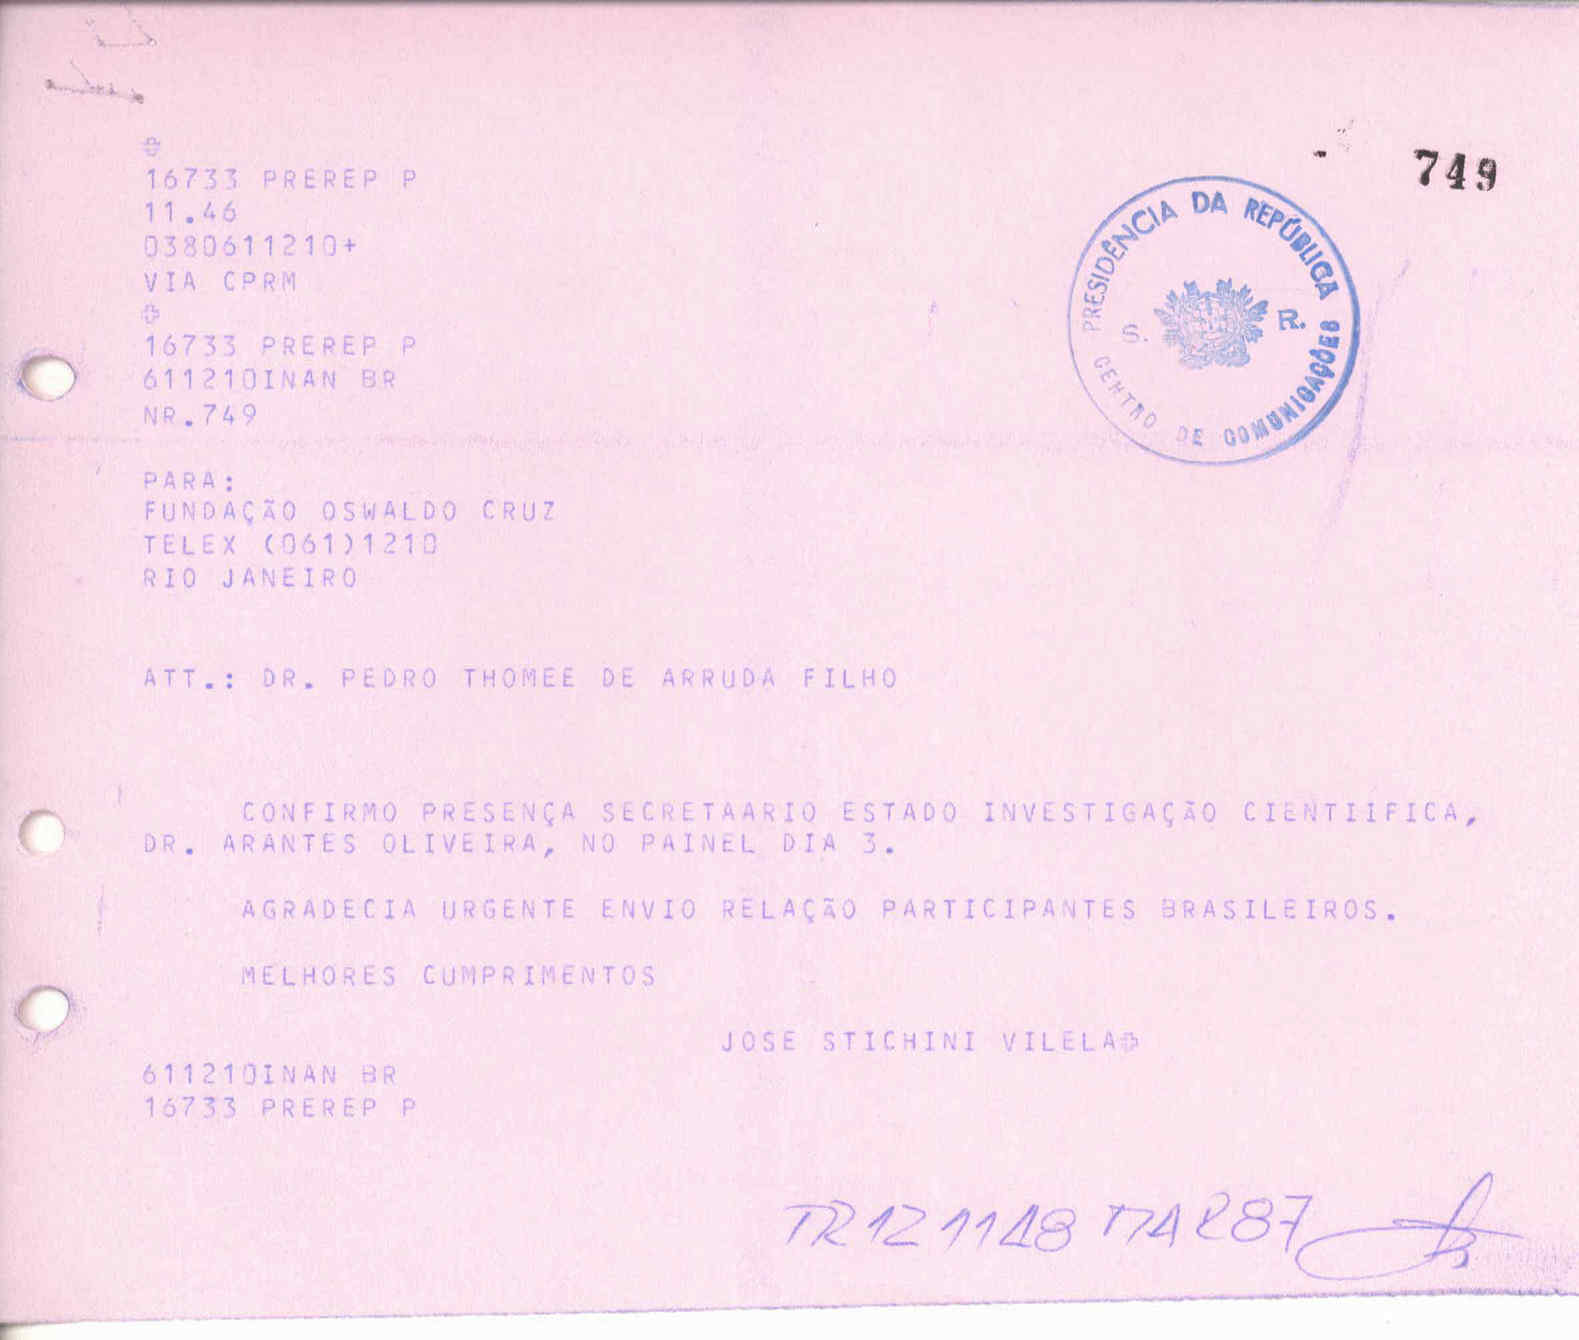 749
16733 PREREP P
11.46
0380611210+
VIA CPRM
16733 PREREP P
611210INAN BR
NR.749
PRESIDÊNCIA DA REPÚBLICA
S. R.
CENTRO DE COMUNICAÇÕES
PARA:
FUNDAÇÃO OSWALDO CRUZ
TELEX (061)1210
RIO JANEIRO
ATT.: DR. PEDRO THOMEE DE ARRUDA FILHO
CONFIRMO PRESENÇA SECRETAARIO ESTADO INVESTIGAÇÃO CIENTIIFICA,
DR. ARANTES OLIVEIRA, NO PAINEL DIA 3.
AGRADECIA URGENTE ENVIO RELAÇÃO PARTICIPANTES BRASILEIROS.
MELHORES CUMPRIMENTOS
JOSE STICHINI VILELA
611210INAN BR
16733 PREREP P
MAR87